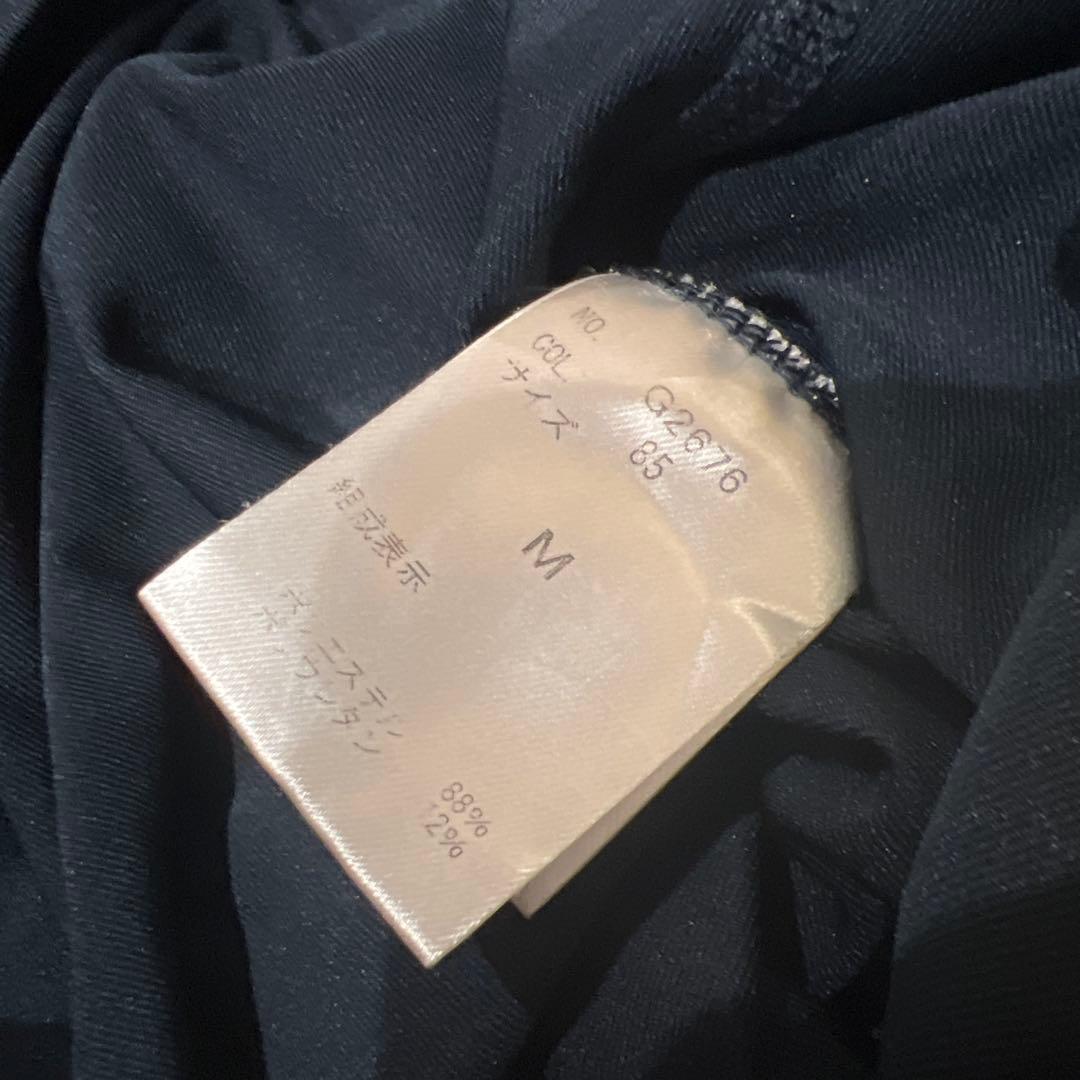 NO. G2676
COL. 85
サイズ M
組成表示
ポリエステル 88%
ポリウレタン 12%